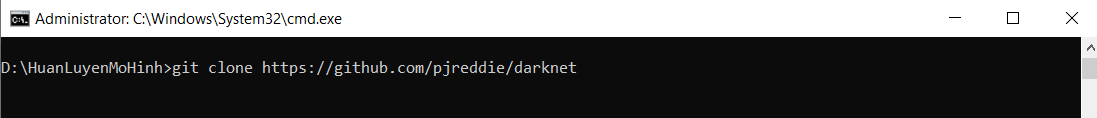 Administrator: C:\Windows\System32\cmd.exe
D:\HuanLuyenMoHinh>git clone https://github.com/pjreddie/darknet